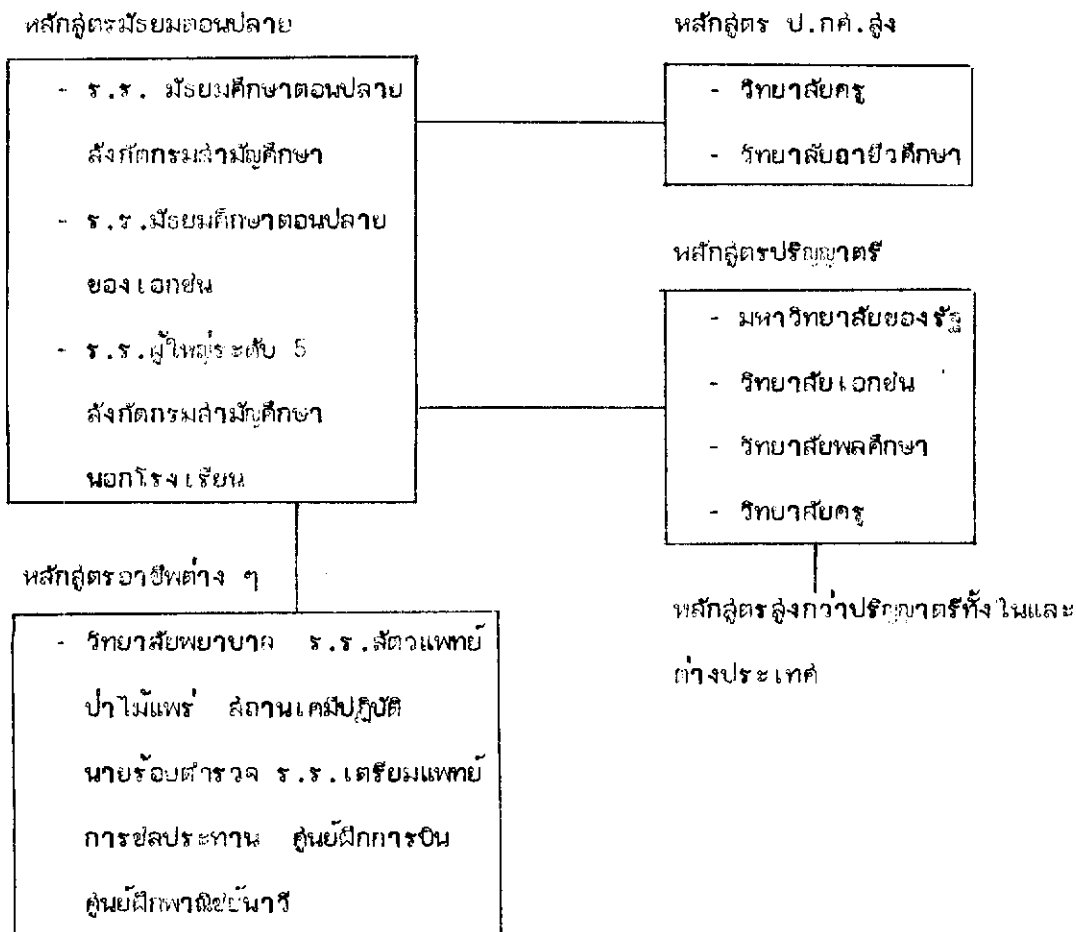 หลักสูตรมัธยมตอนปลาย
- ร.ร. มัธยมศึกษาตอนปลาย
สังกัดกรมสามัญศึกษา
- ร.ร.มัธยมศึกษาตอนปลาย
ของเอกชน
- ร.ร.ผู้ใหญ่ระดับ 5
สังกัดกรมสามัญศึกษา
นอกโรงเรียน
หลักสูตร ป.กศ.สูง
- วิทยาลัยครู
- วิทยาลัยอาชีวศึกษา
หลักสูตรปริญญาตรี
- มหาวิทยาลัยของรัฐ
- วิทยาลัยเอกชน
- วิทยาลัยพลศึกษา
- วิทยาลัยครู
หลักสูตรสูงกว่าปริญญาตรีทั้งในและ
ต่างประเทศ
หลักสูตรอาชีพต่าง ๆ
- วิทยาลัยพยาบาล ร.ร.สัตวแพทย์
ป่าไม้แพร่ สถานเคมีปฏิบัติ
นายร้อยตำรวจ ร.ร.เตรียมแพทย์
การชลประทาน ศูนย์ฝึกการบิน
ศูนย์ฝึกพาณิชย์นาวี